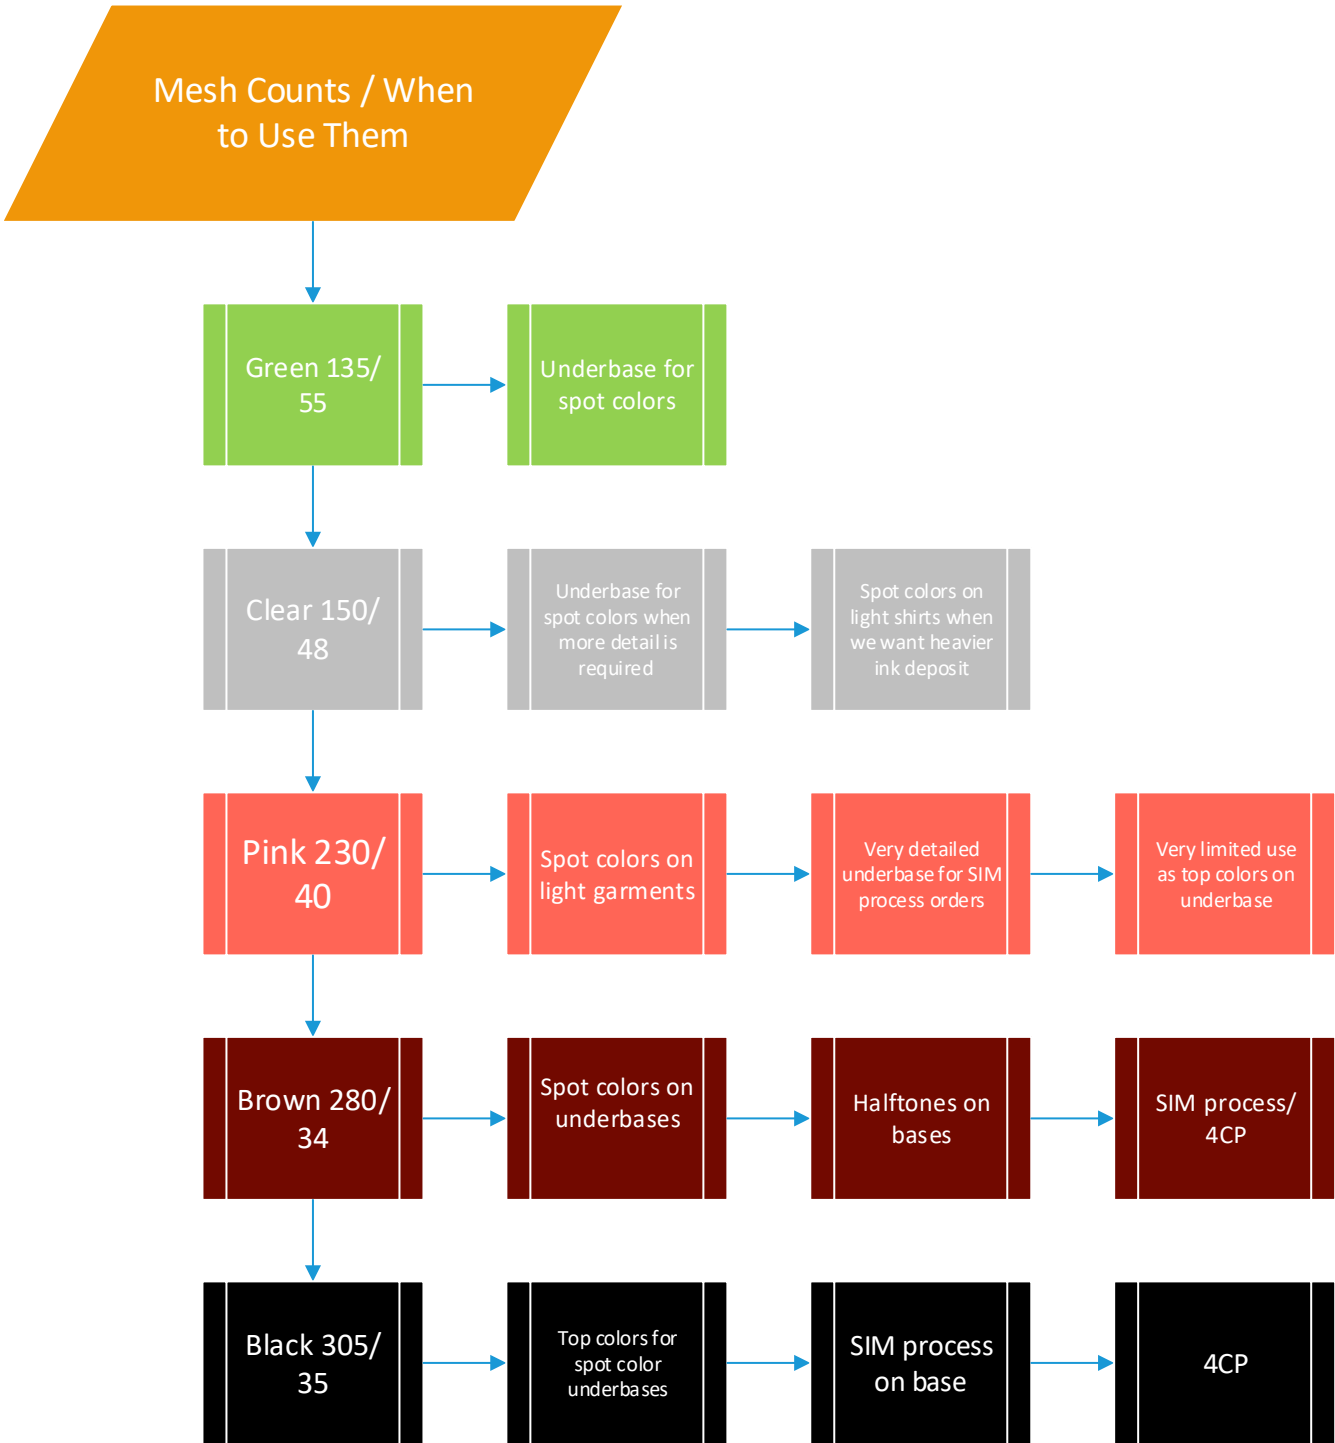 Mesh Counts / When
to Use Them
Green 135/
55
Underbase for
spot colors
Clear 150/
48
Underbase for
spot colors when
more detail is
required
Spot colors on
light shirts when
we want heavier
ink deposit
Pink 230/
40
Spot colors on
light garments
Very detailed
underbase for SIM
process orders
Very limited use
as top colors on
underbase
Brown 280/
34
Spot colors on
underbases
Halftones on
bases
SIM process/
4CP
Black 305/
35
Top colors for
spot color
underbases
SIM process
on base
4CP